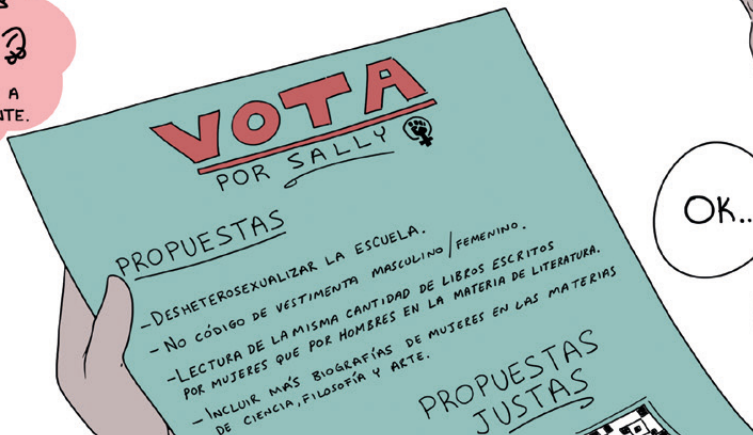 A
NTE.
VOTA
POR SALLY
PROPUESTAS
-DESHETEROSEXUALIZAR LA ESCUELA.
- NO CÓDIGO DE VESTIMENTA MASCULINO/FEMENINO.
-LECTURA DE LA MISMA CANTIDAD DE LIBROS ESCRITOS
POR MUJERES QUE POR HOMBRES EN LA MATERIA DE LITERATURA.
- INCLUIR MÁS BIOGRAFÍAS DE MUJERES EN LAS MATERIAS
DE CIENCIA, FILOSOFÍA Y ARTE.
PROPUESTAS
JUSTAS
OK..